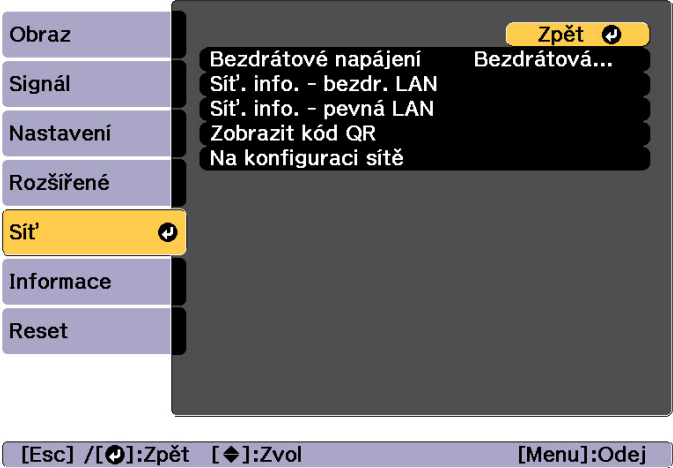 Obraz
Signál
Nastavení
Rozšířené
Síť
Informace
Reset
Zpět
Bezdrátové napájení Bezdrátová...
Síť. info. - bezdr. LAN
Síť. info. - pevná LAN
Zobrazit kód QR
Na konfiguraci sítě
[Esc] /[⏎]:Zpět [◆]:Zvol [Menu]:Odej